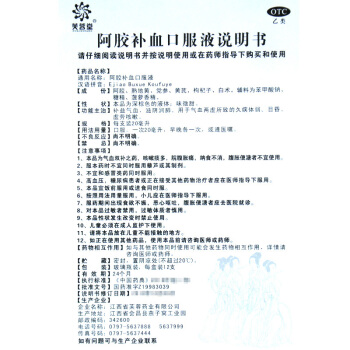 芙蓉堂
OTC
乙类
阿胶补血口服液说明书
请仔细阅读说明书并按说明使用或在药师指导下购买和使用
[药品名称]
通用名称：阿胶补血口服液
汉语拼音：Ejiao Buxue Koufuye
[成 份] 阿胶、熟地黄、党参、黄芪、枸杞子、白术，辅料为苯甲酸钠、
蔗糖、菠萝香精。
[性 状] 本品为深棕色的液体，味微甜。
[功能主治] 补益气血，滋阴润肺。用于气血两虚所致的久病体弱、目昏、
虚劳咳嗽
[规 格] 每支装20毫升
[用法用量] 口服，一次20毫升，早晚各一次，或遵医嘱。
[不良反应] 尚不明确。
[禁 忌] 尚不明确。
[注意事项]
1. 本品为气血双补之药，咳嗽痰多，脘腹胀痛，纳食不消，腹胀便溏者不宜使用。
2. 服本药时不宜同时服用藜芦或其制剂。
3. 不宜和感冒类药同时服用。
4. 高血压、糖尿病患者或正在接受其他药物治疗者应在医师指导下服用。
5. 本品宜饭前服用或进食同时服。
6. 按照用法用量服用，小儿应在医师指导下服用。
7. 服药期间出现食欲不振，恶心呕吐，腹胀便溏者应去医院就诊。
8. 对本品过敏者禁用，过敏体质者慎用。
9. 本品性状发生改变时禁止使用。
10. 儿童必须在成人监护下使用。
11. 请将本品放在儿童不能接触的地方。
12. 如正在使用其他药品，使用本品前请咨询医师或药师。
[药物相互作用] 如与其他药物同时使用可能会发生药物相互作用，详情请
咨询医师或药师。
[贮 藏] 密封，置阴凉处（不超过20℃）。
[包 装] 玻璃瓶装，每盒装12支
[有 效 期] 24个月
[执行标准]
[批准文号] 国药准字Z19983039
[说明书修订日期]
[生产企业]
企业名称：江西省芙蓉药业有限公司
生产地址：江西省会昌县燕子窝工业园
邮政编码：342600
电话号码：0797-5637868 5637999
传真号码：0797-5637444
如有问题可与生产企业联系